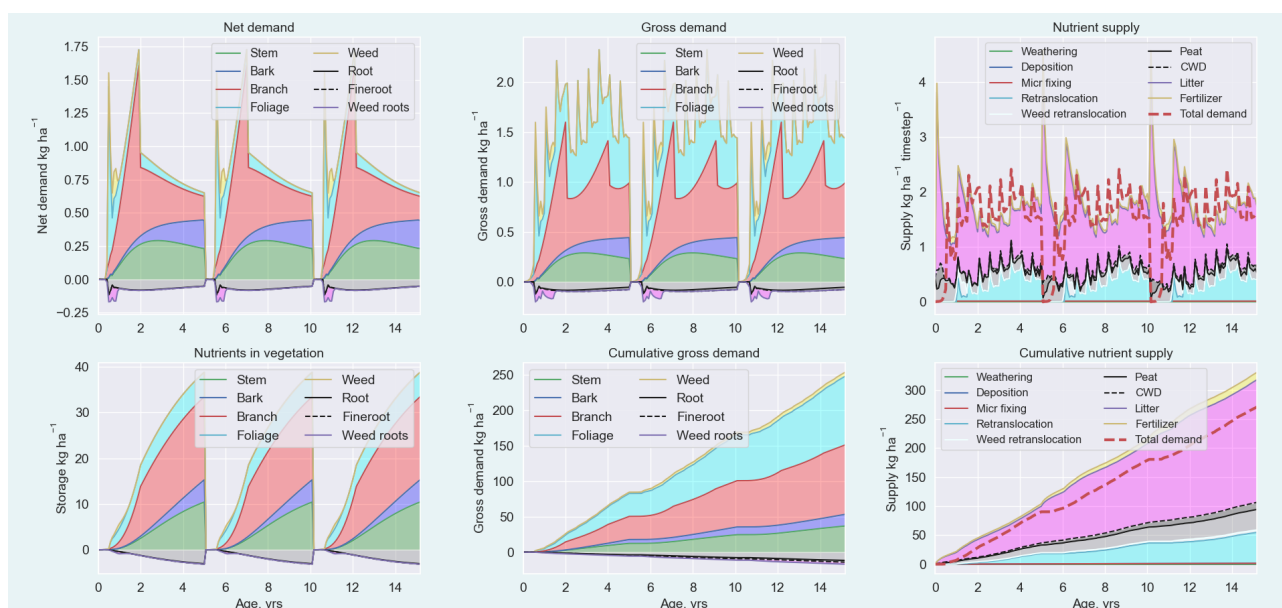 Net demand
Net demand kg ha⁻¹
1.75
1.50
1.25
1.00
0.75
0.50
0.25
0.00
−0.25
Stem
Bark
Branch
Foliage
Weed
Root
Fineroot
Weed roots
0 2 4 6 8 10 12 14
Gross demand
Gross demand kg ha⁻¹
2.0
1.5
1.0
0.5
0.0
Stem
Bark
Branch
Foliage
Weed
Root
Fineroot
Weed roots
0 2 4 6 8 10 12 14
Nutrient supply
Supply kg ha⁻¹ timestep⁻¹
4
3
2
1
0
Weathering
Deposition
Micr fixing
Retranslocation
Weed retranslocation
Peat
CWD
Litter
Fertilizer
Total demand
0 2 4 6 8 10 12 14
Nutrients in vegetation
Storage kg ha⁻¹
40
30
20
10
0
Stem
Bark
Branch
Foliage
Weed
Root
Fineroot
Weed roots
0 2 4 6 8 10 12 14
Age, yrs
Cumulative gross demand
Gross demand kg ha⁻¹
250
200
150
100
50
0
Stem
Bark
Branch
Foliage
Weed
Root
Fineroot
Weed roots
0 2 4 6 8 10 12 14
Age, yrs
Cumulative nutrient supply
Supply kg ha⁻¹
300
250
200
150
100
50
0
Weathering
Deposition
Micr fixing
Retranslocation
Weed retranslocation
Peat
CWD
Litter
Fertilizer
Total demand
0 2 4 6 8 10 12 14
Age, yrs